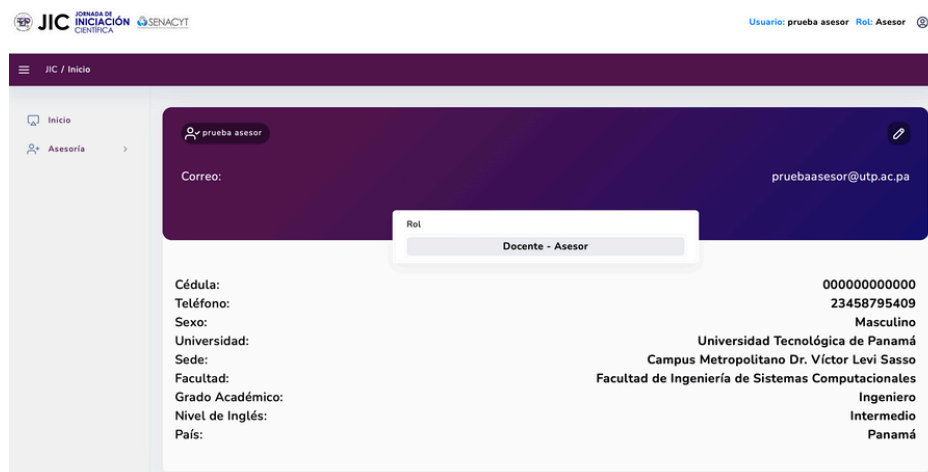 UTP JIC JORNADA DE INICIACIÓN CIENTÍFICA SENACYT
Usuario: prueba asesor Rol: Asesor
JIC / Inicio
Inicio
Asesoría
prueba asesor
Correo: pruebaasesor@utp.ac.pa
Rol
Docente - Asesor
Cédula: 000000000000
Teléfono: 23458795409
Sexo: Masculino
Universidad: Universidad Tecnológica de Panamá
Sede: Campus Metropolitano Dr. Víctor Levi Sasso
Facultad: Facultad de Ingeniería de Sistemas Computacionales
Grado Académico: Ingeniero
Nivel de Inglés: Intermedio
País: Panamá